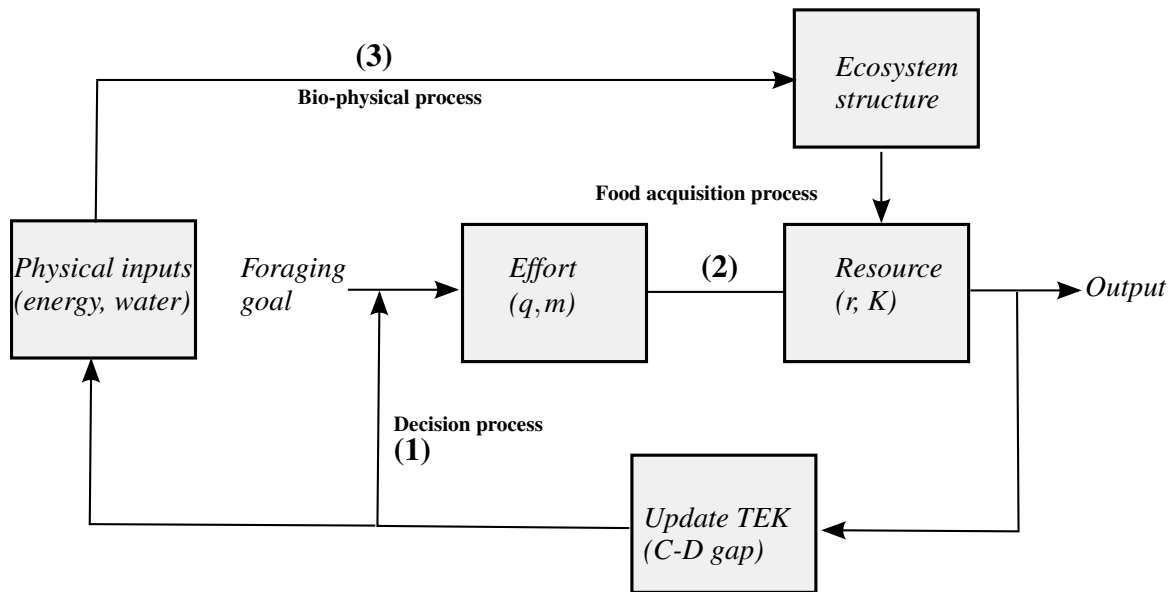 (3)
Bio-physical process
Ecosystem
structure
Food acquisition process
Physical inputs
(energy, water)
Foraging
goal
Effort
(q, m)
(2)
Resource
(r, K)
Output
Decision process
(1)
Update TEK
(C-D gap)